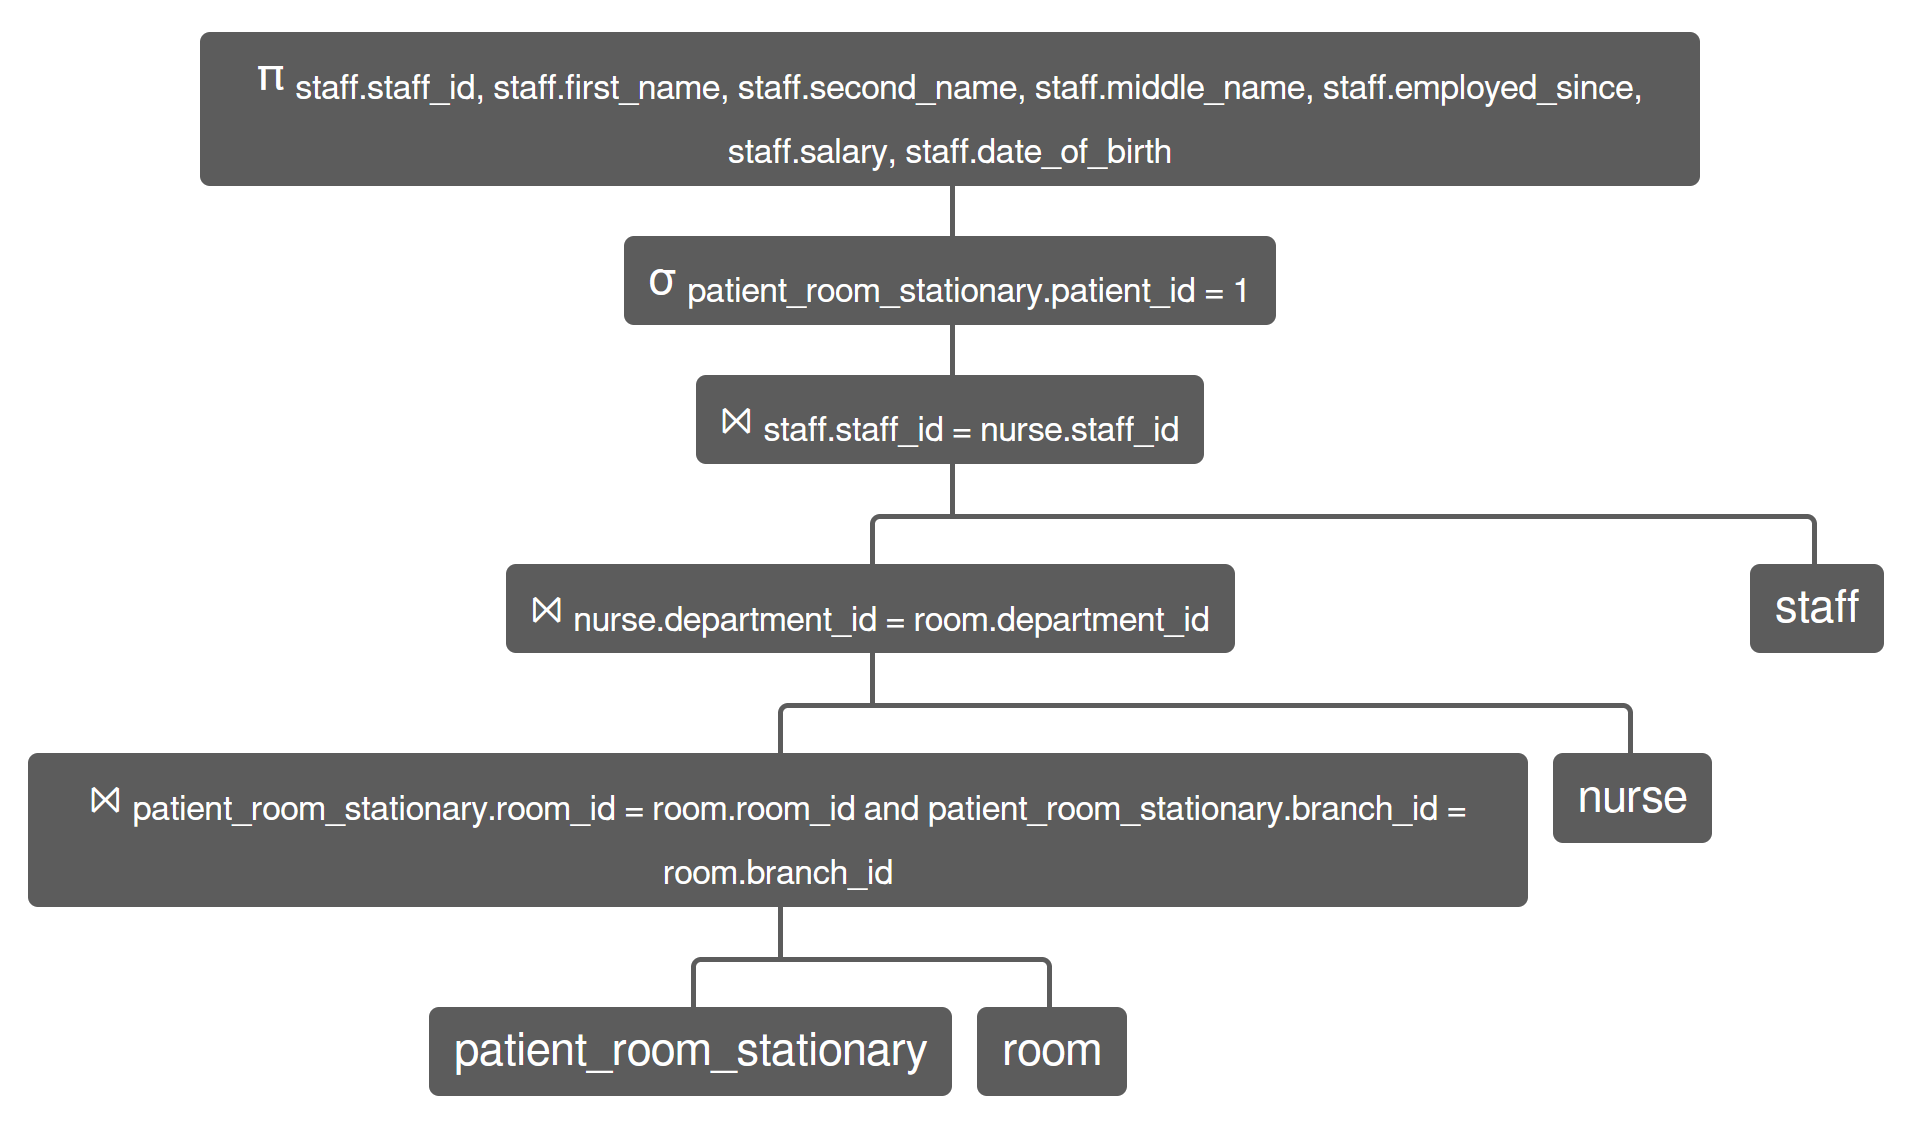 π staff.staff_id, staff.first_name, staff.second_name, staff.middle_name, staff.employed_since,
staff.salary, staff.date_of_birth
σ patient_room_stationary.patient_id = 1
⋈ staff.staff_id = nurse.staff_id
⋈ nurse.department_id = room.department_id
staff
⋈ patient_room_stationary.room_id = room.room_id and patient_room_stationary.branch_id =
room.branch_id
nurse
patient_room_stationary
room